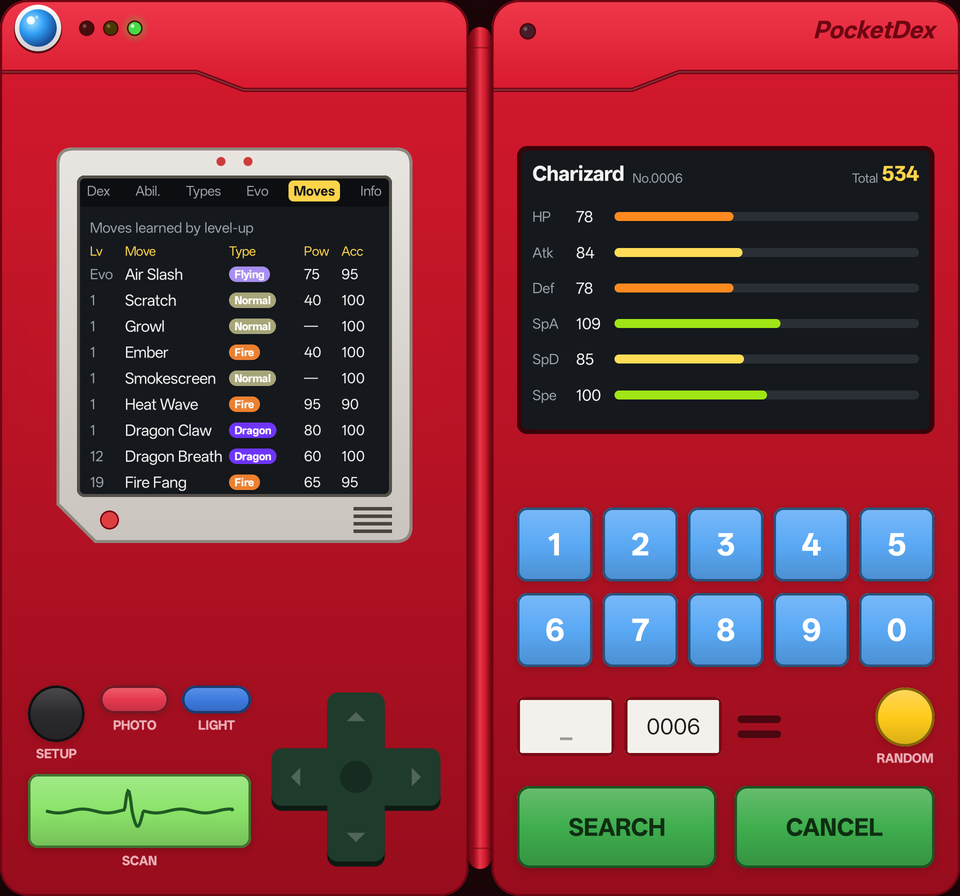 PocketDex
Dex Abil. Types Evo Moves Info
Moves learned by level-up
Lv Move Type Pow Acc
Evo Air Slash Flying 75 95
1 Scratch Normal 40 100
1 Growl Normal — 100
1 Ember Fire 40 100
1 Smokescreen Normal — 100
1 Heat Wave Fire 95 90
1 Dragon Claw Dragon 80 100
12 Dragon Breath Dragon 60 100
19 Fire Fang Fire 65 95
Charizard No.0006 Total 534
HP 78
Atk 84
Def 78
SpA 109
SpD 85
Spe 100
1 2 3 4 5
6 7 8 9 0
PHOTO LIGHT
SETUP
SCAN
_ 0006
RANDOM
SEARCH CANCEL